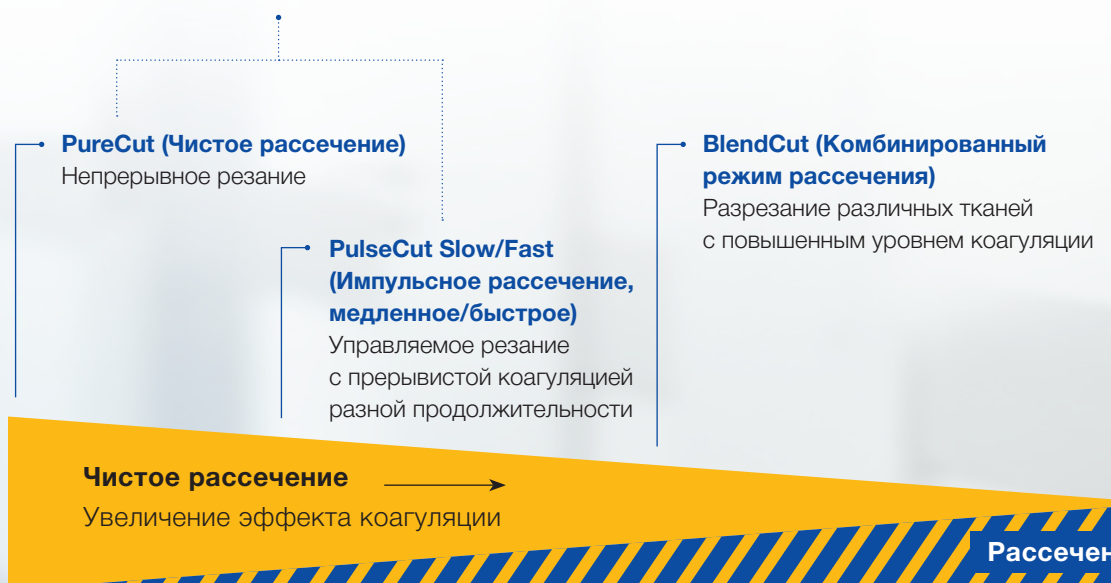 PureCut (Чистое рассечение)
Непрерывное резание
PulseCut Slow/Fast
(Импульсное рассечение,
медленное/быстрое)
Управляемое резание
с прерывистой коагуляцией
разной продолжительности
BlendCut (Комбинированный
режим рассечения)
Разрезание различных тканей
с повышенным уровнем коагуляции
Чистое рассечение
Увеличение эффекта коагуляции